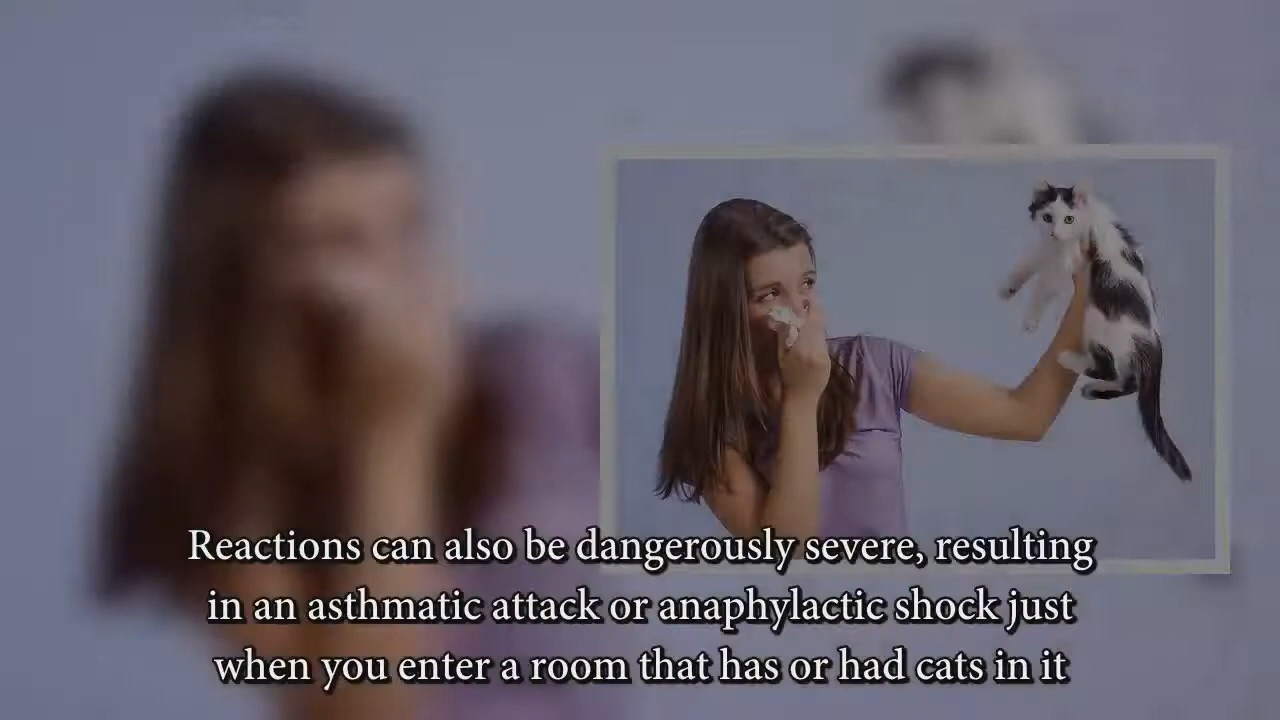 Reactions can also be dangerously severe, resulting
in an asthmatic attack or anaphylactic shock just
when you enter a room that has or had cats in it